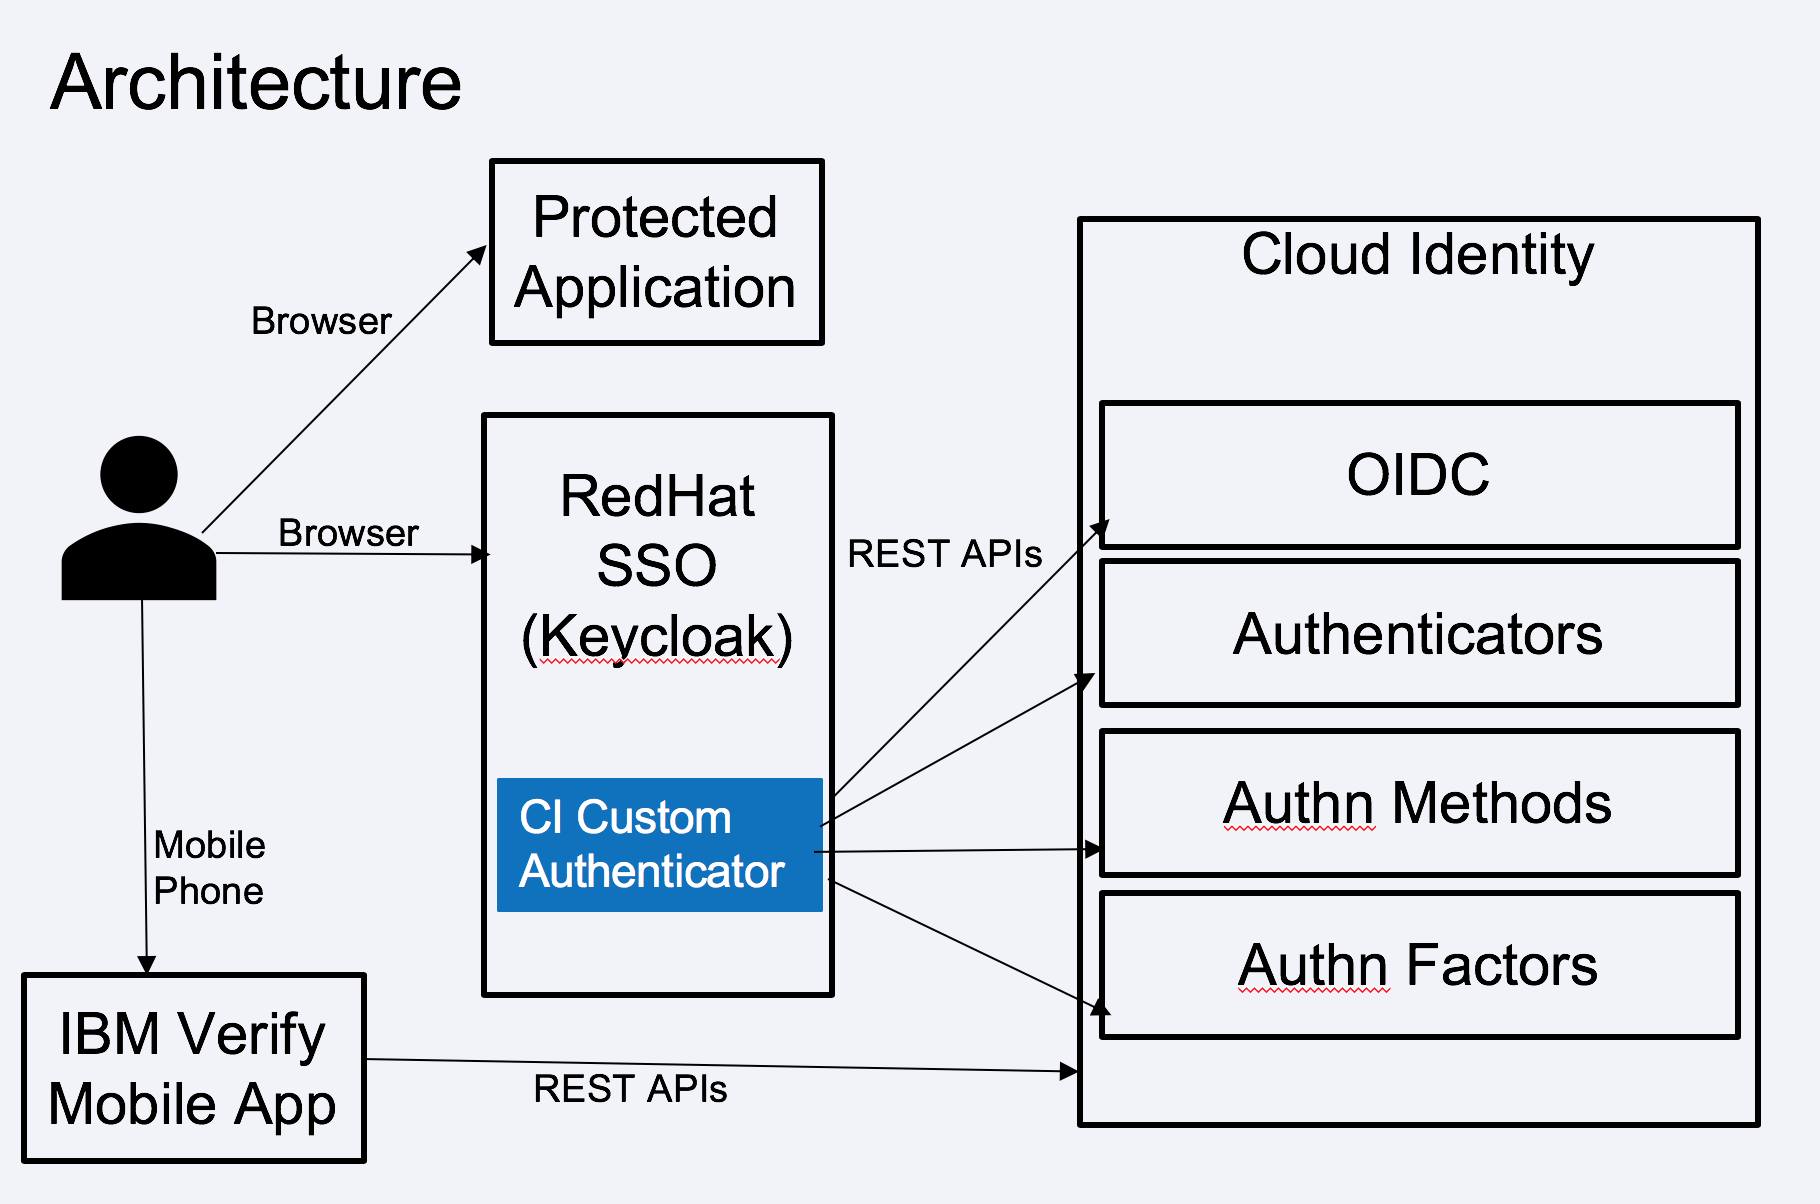 Architecture
Protected
Application
Browser
Browser
RedHat
SSO
(Keycloak)
CI Custom
Authenticator
REST APIs
Cloud Identity
OIDC
Authenticators
Authn Methods
Authn Factors
Mobile
Phone
IBM Verify
Mobile App
REST APIs